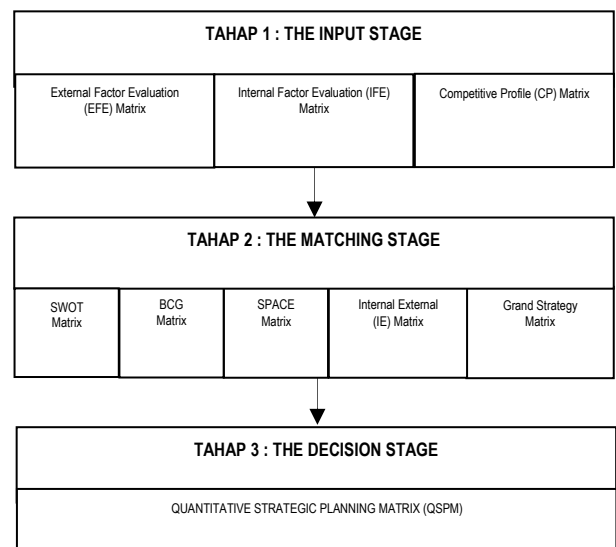 TAHAP 1 : THE INPUT STAGE
External Factor Evaluation
(EFE) Matrix
Internal Factor Evaluation (IFE)
Matrix
Competitive Profile (CP) Matrix
TAHAP 2 : THE MATCHING STAGE
SWOT
Matrix
BCG
Matrix
SPACE
Matrix
Internal External
(IE) Matrix
Grand Strategy
Matrix
TAHAP 3 : THE DECISION STAGE
QUANTITATIVE STRATEGIC PLANNING MATRIX (QSPM)